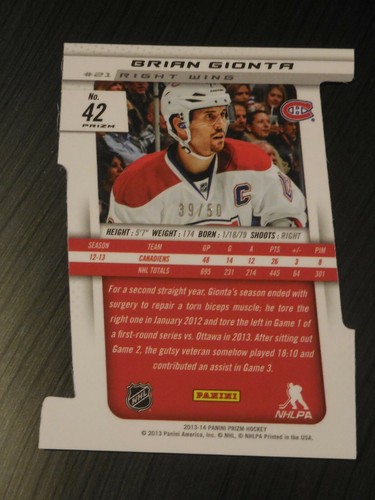 BRIAN GIONTA
#21 RIGHT WING
No.
42
PRIZM
C
39/50
HEIGHT: 5'7" WEIGHT: 174 BORN: 1/18/79 SHOOTS: RIGHT
SEASON TEAM GP G A PTS +/- PIM
12-13 CANADIENS 48 14 12 26 3 8
NHL TOTALS 695 231 214 445 64 301
For a second straight year, Gionta's season ended with
surgery to repair a torn biceps muscle; he tore the
right one in January 2012 and tore the left in Game 1 of
a first-round series vs. Ottawa in 2013. After sitting out
Game 2, the gutsy veteran somehow played 18:10 and
contributed an assist in Game 3.
NHL PANINI NHLPA
2013-14 PANINI PRIZM HOCKEY
© 2013 Panini America, Inc. © NHL, © NHLPA Printed in the USA.